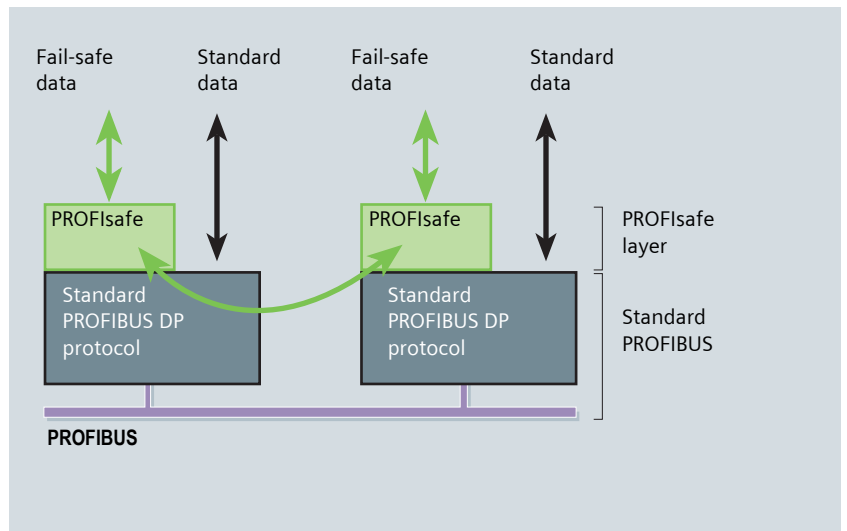 Fail-safe
data
Standard
data
Fail-safe
data
Standard
data
PROFIsafe
PROFIsafe
PROFIsafe
layer
Standard
PROFIBUS DP
protocol
Standard
PROFIBUS DP
protocol
Standard
PROFIBUS
PROFIBUS